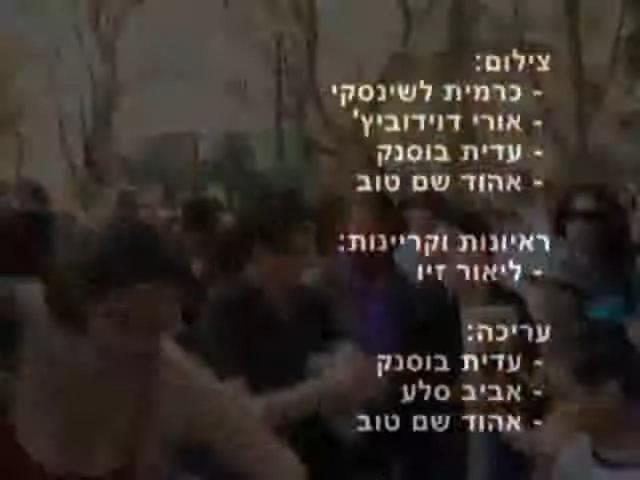 צילום:
- כרמית לשינסקי
- אורי דוידוביץ'
- עדית בוסנק
- אהוד שם טוב
ראיונות וקריינות:
- ליאור זיו
עריכה:
- עדית בוסנק
- אביב סלע
- אהוד שם טוב